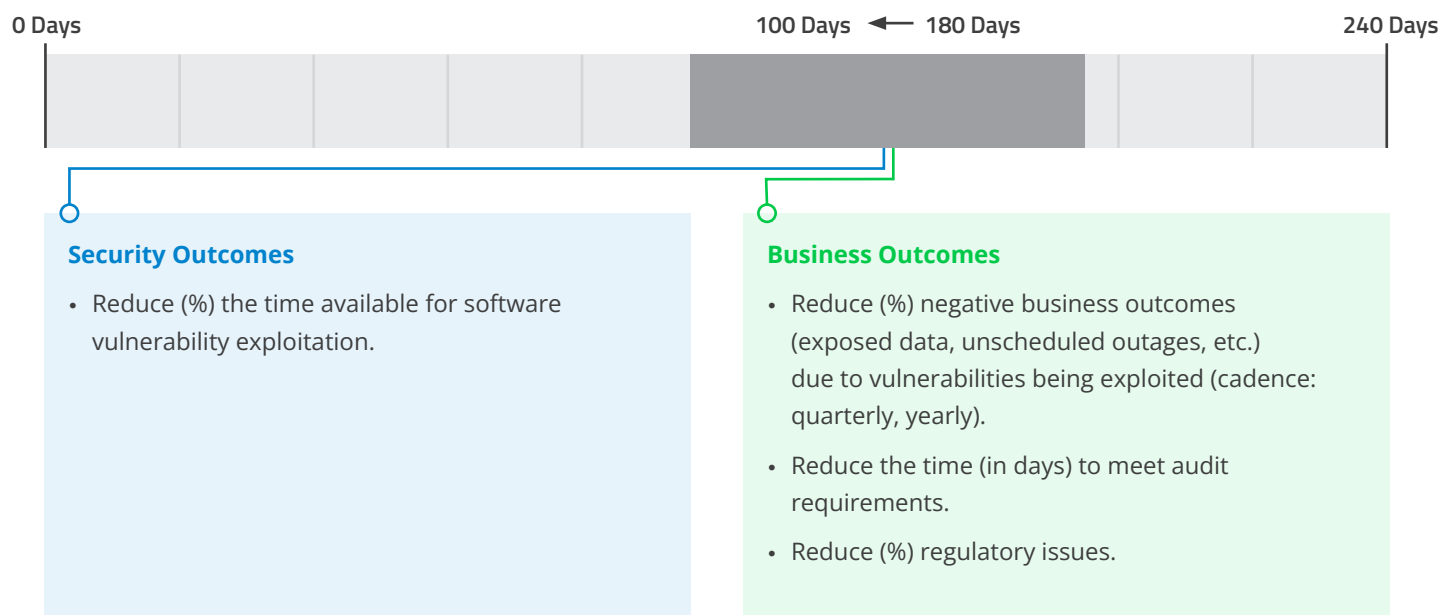 0 Days
100 Days
180 Days
240 Days
Security Outcomes
• Reduce (%) the time available for software
vulnerability exploitation.
Business Outcomes
• Reduce (%) negative business outcomes
(exposed data, unscheduled outages, etc.)
due to vulnerabilities being exploited (cadence:
quarterly, yearly).
• Reduce the time (in days) to meet audit
requirements.
• Reduce (%) regulatory issues.